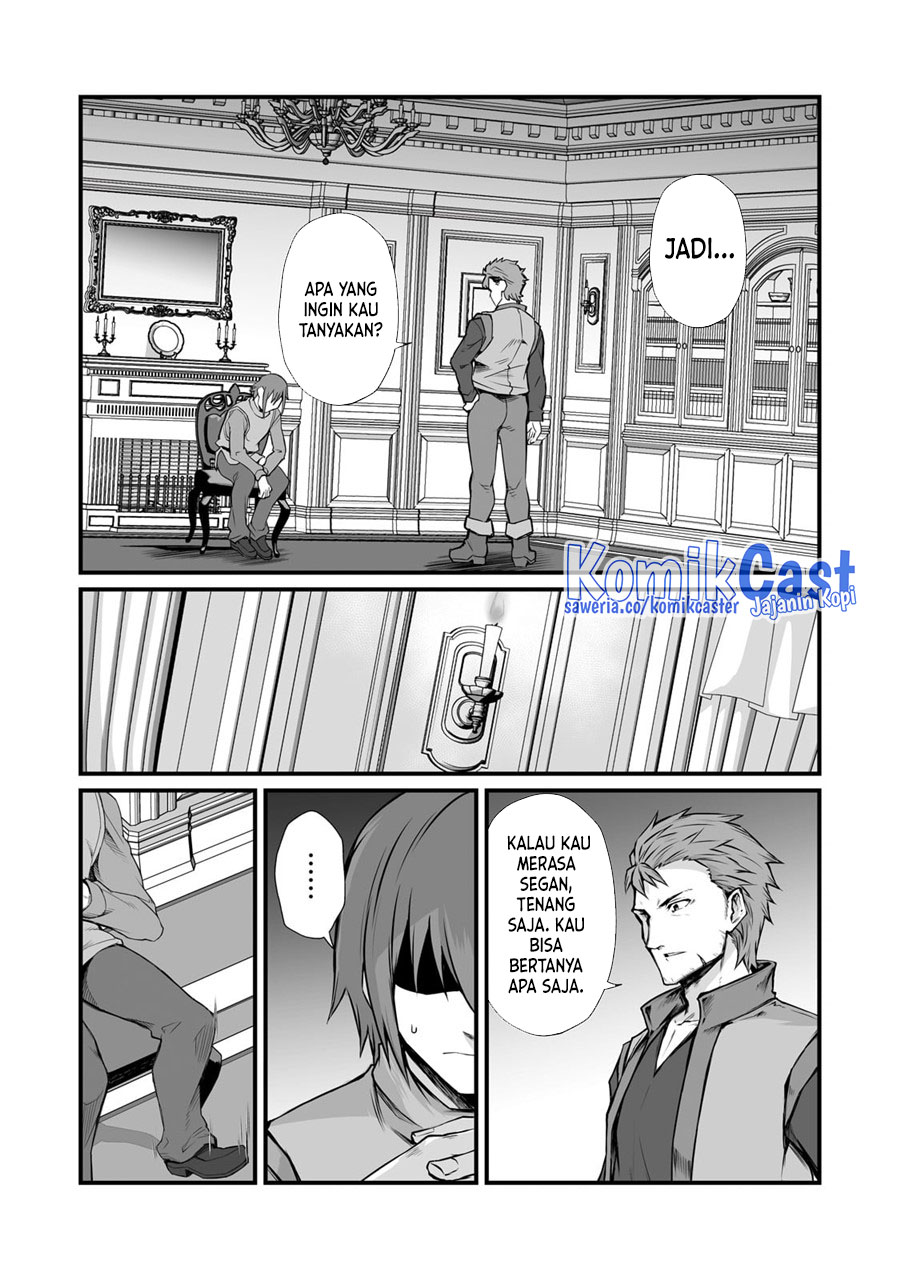 JADI...
APA YANG
INGIN KAU
TANYAKAN?
KomikCast
saweria.co/komikcaster
Jajanin Kopi
KALAU KAU
MERASA
SEGAN,
TENANG
SAJA. KAU
BISA
BERTANYA
APA SAJA.
......